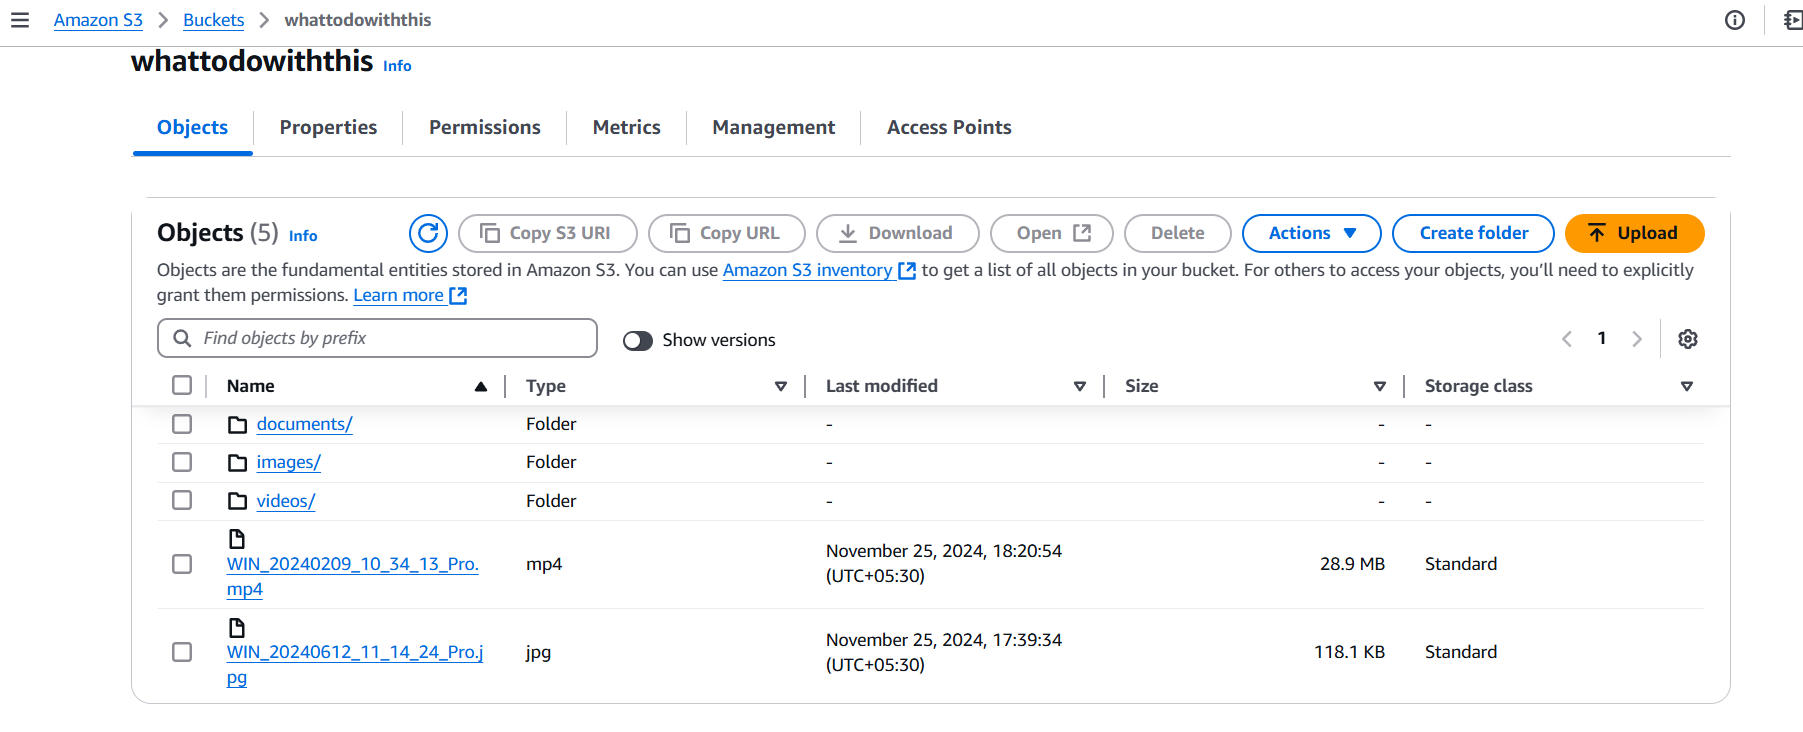 Amazon S3 > Buckets > whattodowiththis
whattodowiththis Info
Objects Properties Permissions Metrics Management Access Points
Objects (5) Info Copy S3 URI Copy URL Download Open Delete Actions Create folder Upload
Objects are the fundamental entities stored in Amazon S3. You can use Amazon S3 inventory to get a list of all objects in your bucket. For others to access your objects, you’ll need to explicitly
grant them permissions. Learn more
Find objects by prefix Show versions 1
Name Type Last modified Size Storage class
documents/ Folder - - -
images/ Folder - - -
videos/ Folder - - -
WIN_20240209_10_34_13_Pro.
mp4
mp4
November 25, 2024, 18:20:54
(UTC+05:30)
28.9 MB
Standard
WIN_20240612_11_14_24_Pro.j
pg
jpg
November 25, 2024, 17:39:34
(UTC+05:30)
118.1 KB
Standard